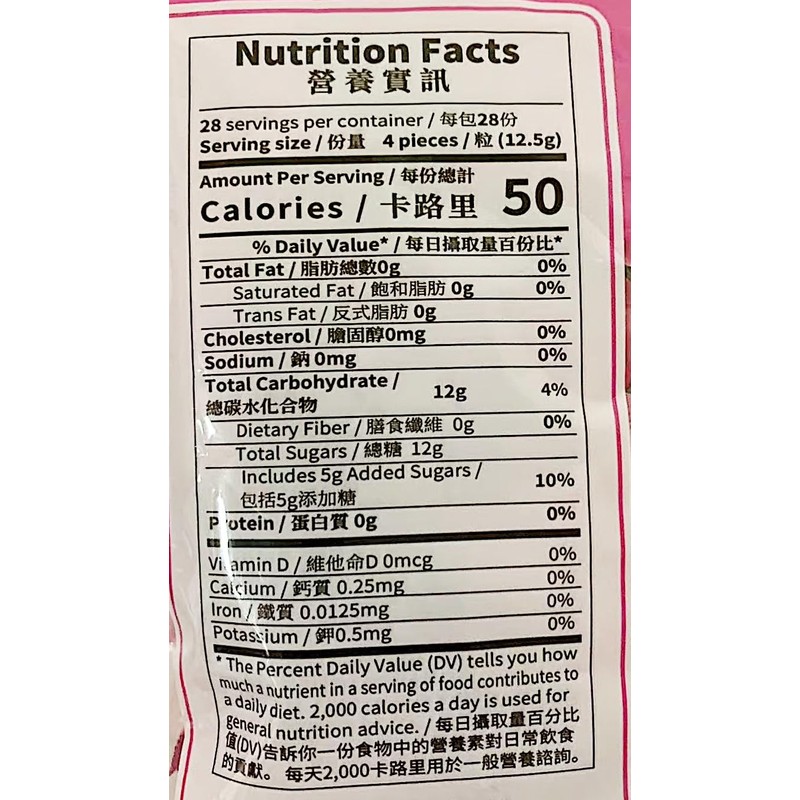 Nutrition Facts
營養實訊
28 servings per container / 每包28份
Serving size / 份量 4 pieces / 粒 (12.5g)
Amount Per Serving / 每份總計
Calories / 卡路里 50
% Daily Value* / 每日攝取量百份比*
Total Fat / 脂肪總數0g 0%
Saturated Fat / 飽和脂肪 0g 0%
Trans Fat / 反式脂肪 0g
Cholesterol / 膽固醇0mg 0%
Sodium / 鈉 0mg 0%
Total Carbohydrate / 12g 4%
總碳水化合物
Dietary Fiber / 膳食纖維 0g 0%
Total Sugars / 總糖 12g
Includes 5g Added Sugars / 10%
包括5g添加糖
Protein / 蛋白質 0g 0%
Vitamin D / 維他命D 0mcg 0%
Calcium / 鈣質 0.25mg 0%
Iron / 鐵質 0.0125mg 0%
Potassium / 鉀0.5mg 0%
* The Percent Daily Value (DV) tells you how
much a nutrient in a serving of food contributes to
a daily diet. 2,000 calories a day is used for
general nutrition advice. / 每日攝取量百分比
值(DV)告訴你一份食物中的營養素對日常飲食
的貢獻。 每天2,000卡路里用於一般營養諮詢。